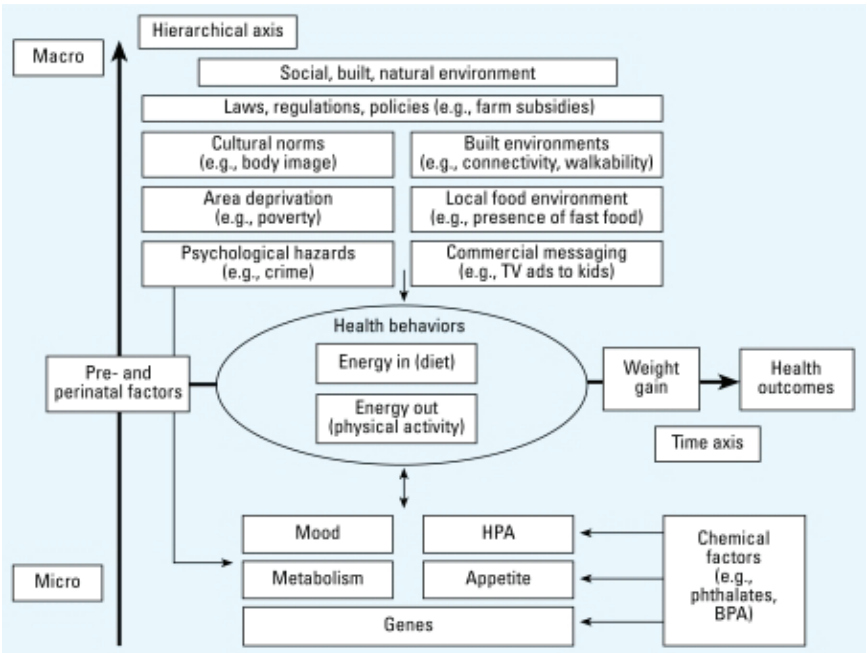 Hierarchical axis
Macro
Social, built, natural environment
Laws, regulations, policies (e.g., farm subsidies)
Cultural norms
(e.g., body image)
Built environments
(e.g., connectivity, walkability)
Area deprivation
(e.g., poverty)
Local food environment
(e.g., presence of fast food)
Psychological hazards
(e.g., crime)
Commercial messaging
(e.g., TV ads to kids)
Health behaviors
Energy in (diet)
Energy out
(physical activity)
Pre- and
perinatal factors
Weight
gain
Health
outcomes
Time axis
Mood
HPA
Metabolism
Appetite
Genes
Chemical
factors
(e.g.,
phthalates,
BPA)
Micro